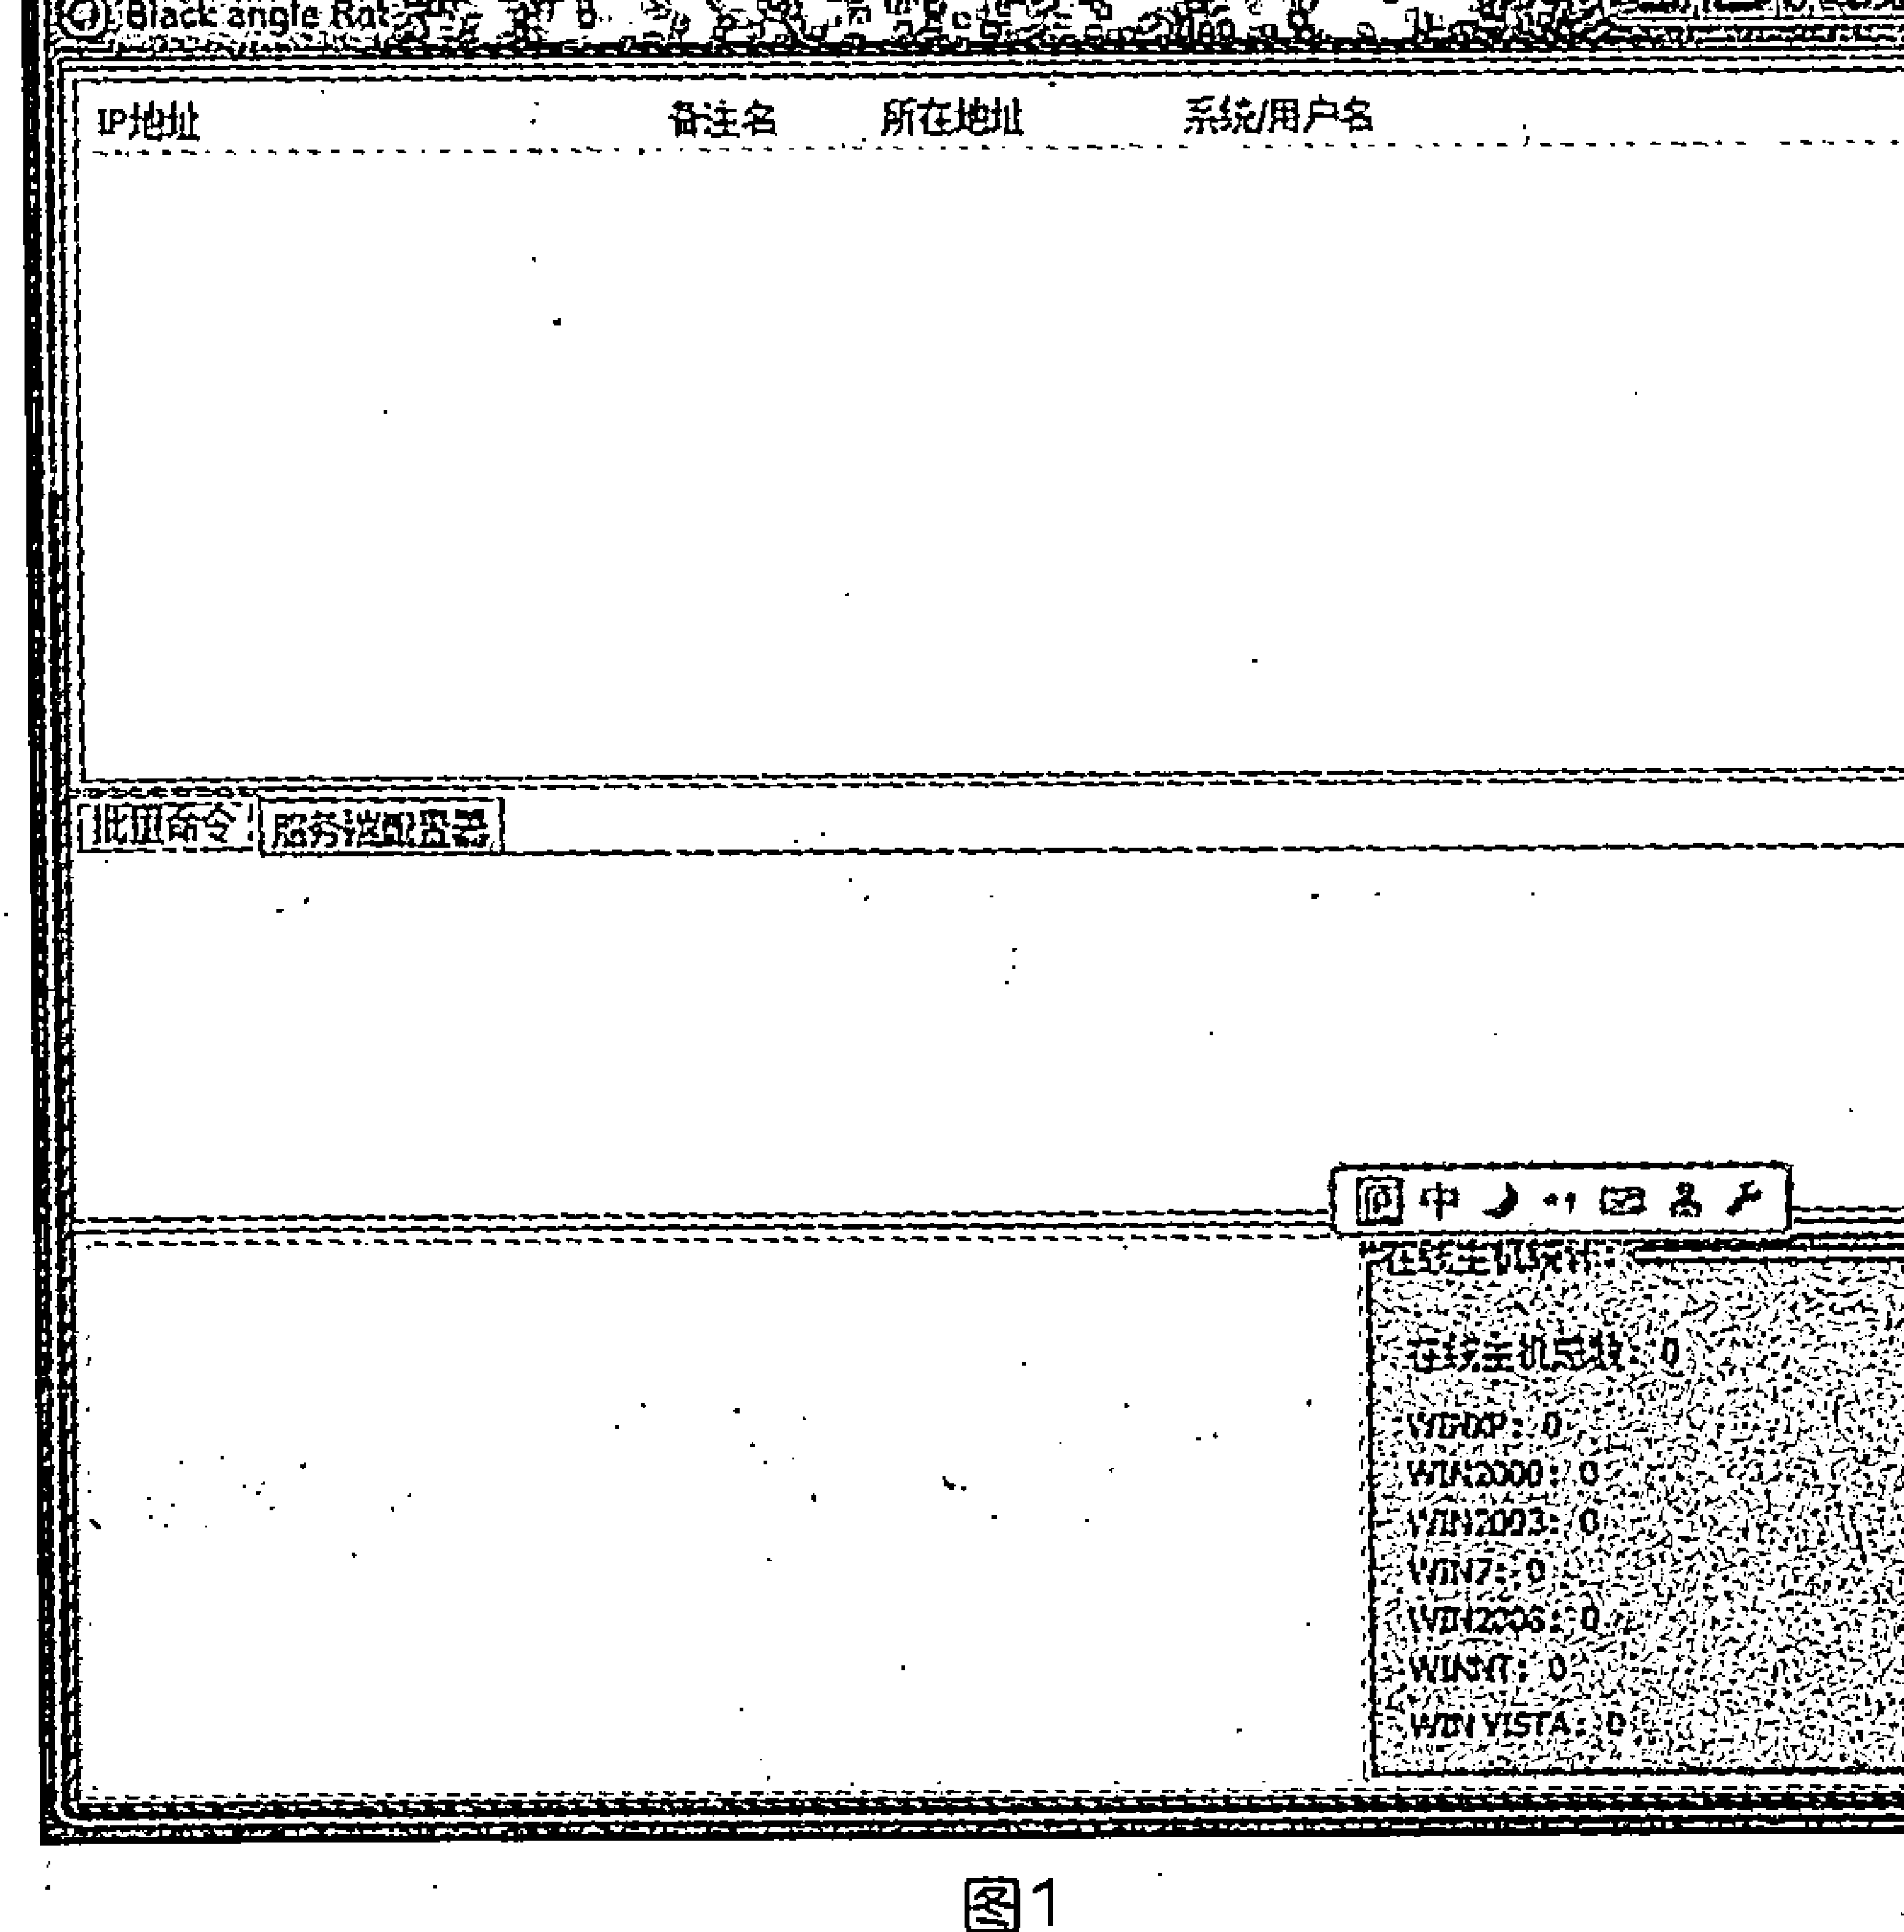 Black angle Rat
IP地址 备注名 所在地址 系统/用户名
批里命令 服务端配置器
中
在线主机统计:
在线主机总数: 0
WINXP: 0
WIN2000: 0
WIN2003: 0
WIN7: 0
WIN2008: 0
WINNT: 0
WIN VISTA: 0
图1